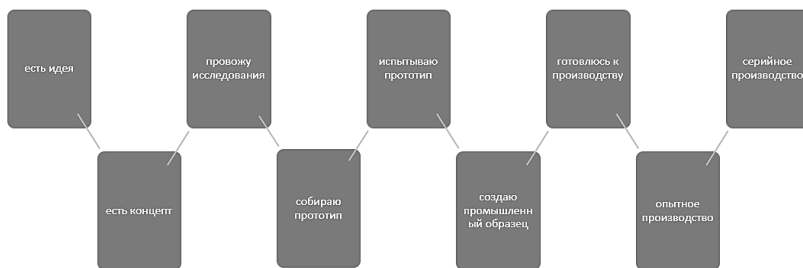 есть идея
есть концепт
провожу
исследования
собираю
прототип
испытываю
прототип
создаю
промышленн
ый образец
готовлюсь к
производству
опытное
производство
серийное
производство